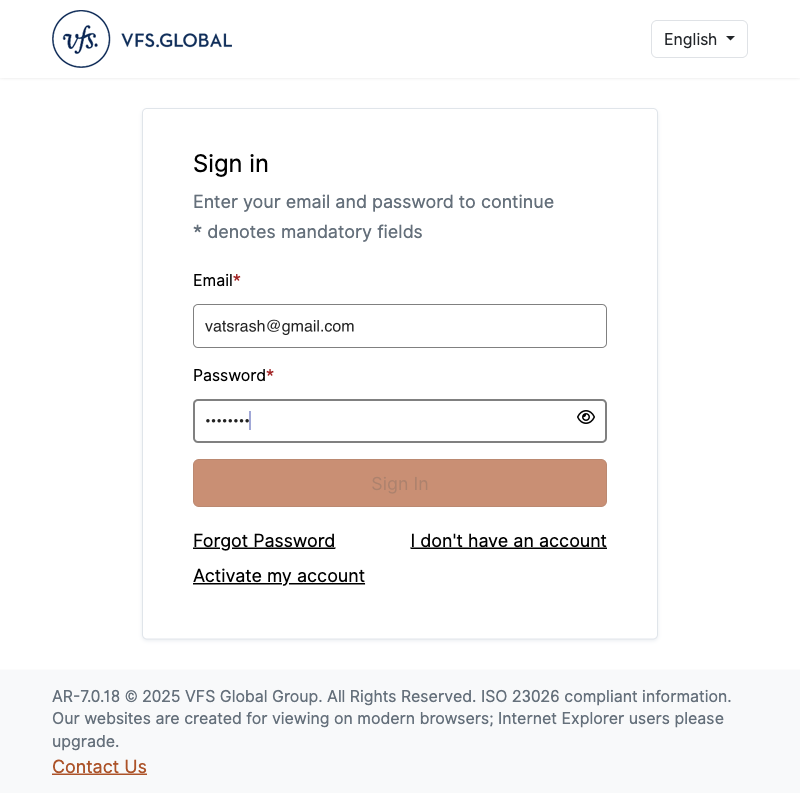 vfs. VFS.GLOBAL
English
Sign in
Enter your email and password to continue
* denotes mandatory fields
Email*
vatsrash@gmail.com
Password*
••••••••
Sign In
Forgot Password
I don't have an account
Activate my account
AR-7.0.18 © 2025 VFS Global Group. All Rights Reserved. ISO 23026 compliant information.
Our websites are created for viewing on modern browsers; Internet Explorer users please
upgrade.
Contact Us